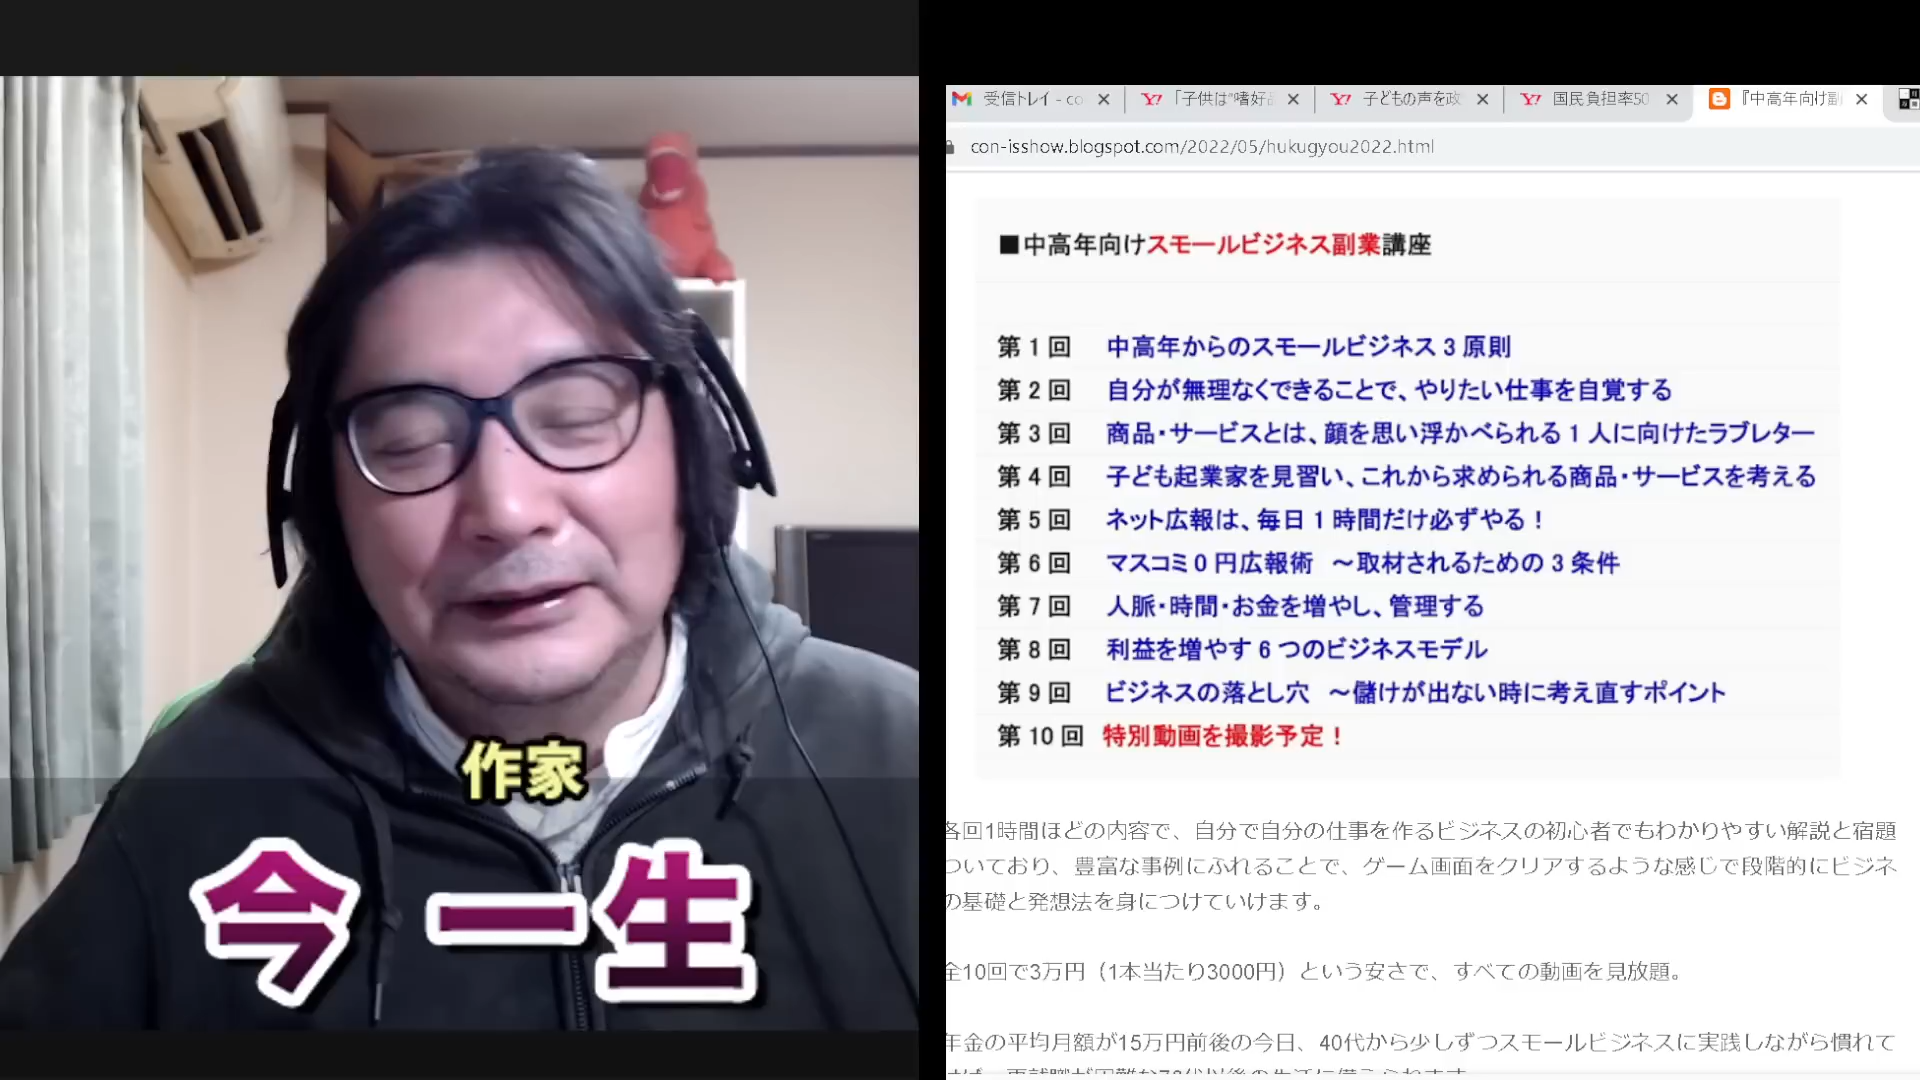 作家
今 一生
受信トレイ - co
「子供は"嗜好品
子どもの声を政
国民負担率50
『中高年向け副
con-isshow.blogspot.com/2022/05/hukugyou2022.html
■中高年向けスモールビジネス副業講座
第1回 中高年からのスモールビジネス3原則
第2回 自分が無理なくできることで、やりたい仕事を自覚する
第3回 商品・サービスとは、顔を思い浮かべられる1人に向けたラブレター
第4回 子ども起業家を見習い、これから求められる商品・サービスを考える
第5回 ネット広報は、毎日1時間だけ必ずやる！
第6回 マスコミ0円広報術 ～取材されるための3条件
第7回 人脈・時間・お金を増やし、管理する
第8回 利益を増やす6つのビジネスモデル
第9回 ビジネスの落とし穴 ～儲けが出ない時に考え直すポイント
第10回 特別動画を撮影予定！
各回1時間ほどの内容で、自分で自分の仕事を作るビジネスの初心者でもわかりやすい解説と宿題
ついており、豊富な事例にふれることで、ゲーム画面をクリアするような感じで段階的にビジネ
の基礎と発想法を身につけていけます。
全10回で3万円（1本当たり3000円）という安さで、すべての動画を見放題。
年金の平均月額が15万円前後の今日、40代から少しずつスモールビジネスに実践しながら慣れて